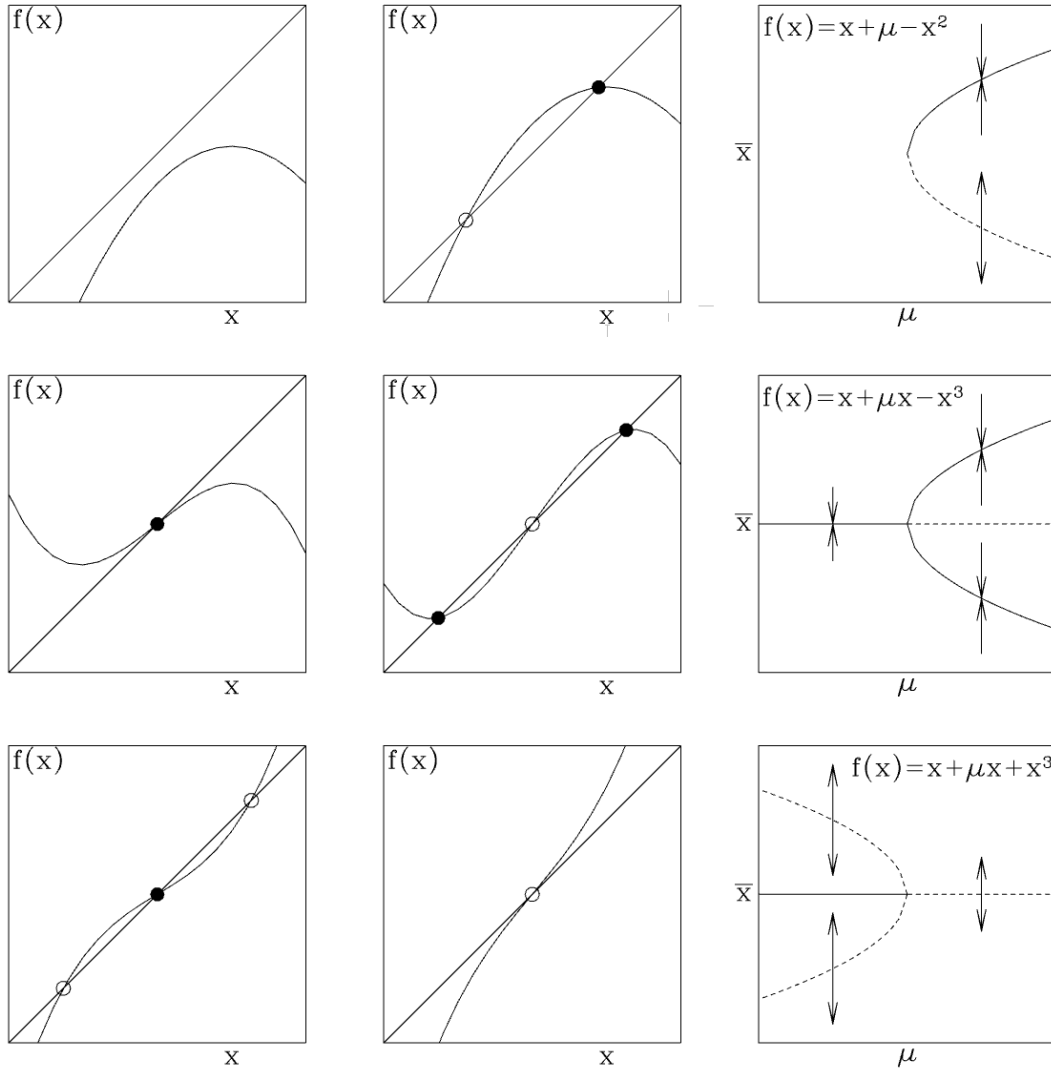 f(x)
x
f(x)
x
f(x)=x+μ−x²
x̅
μ
f(x)
x
f(x)
x
f(x)=x+μx−x³
x̅
μ
f(x)
x
f(x)
x
f(x)=x+μx+x³
x̅
μ